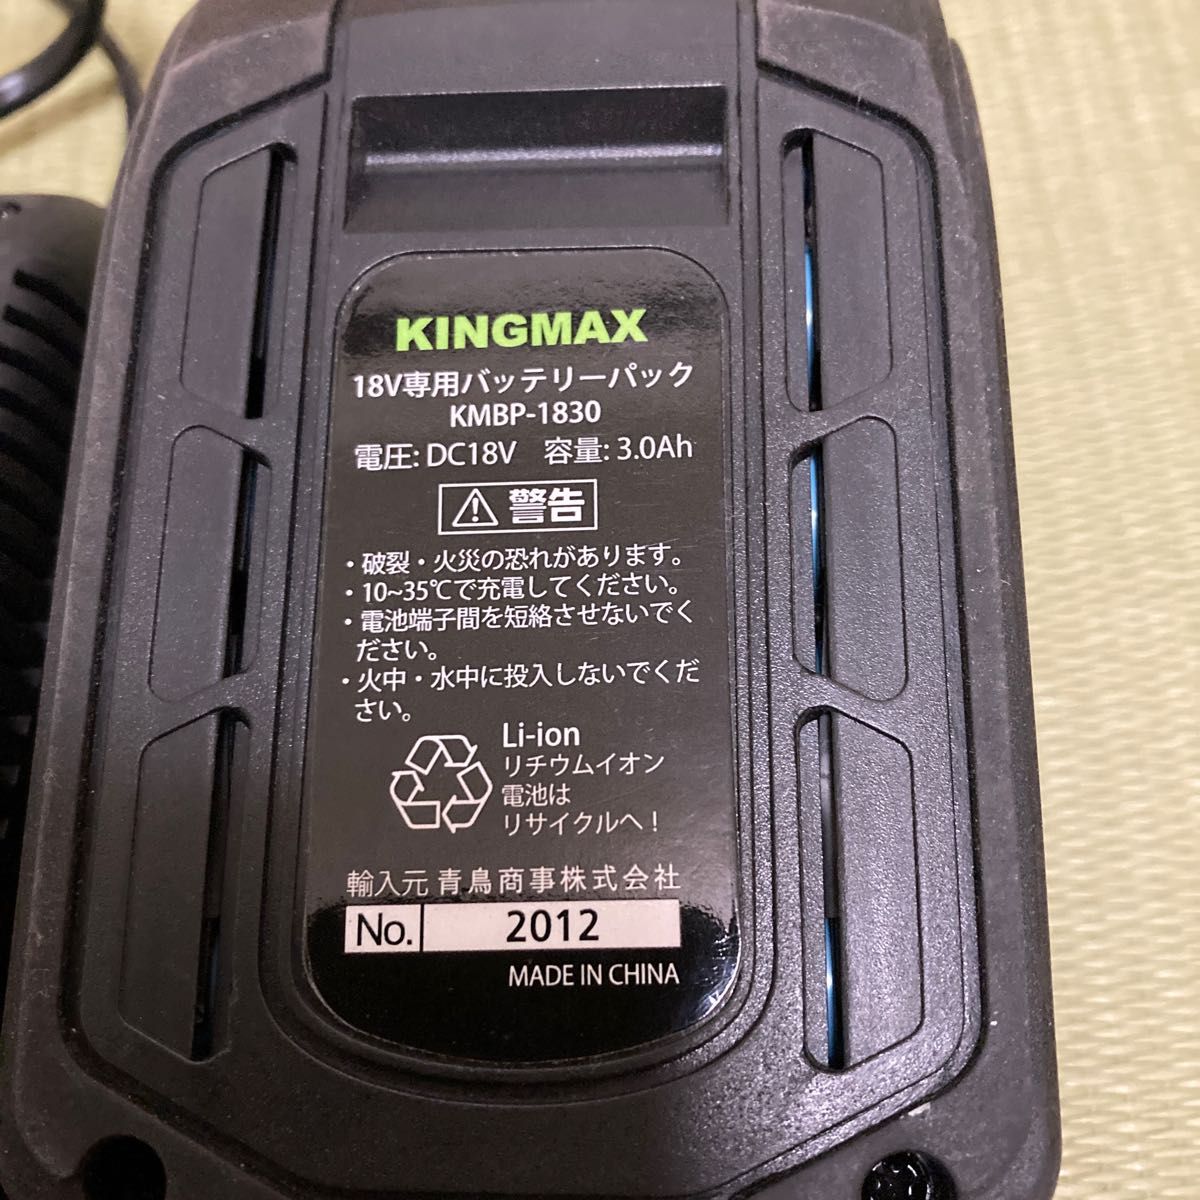 KINGMAX
18V専用バッテリーパック
KMBP-1830
電圧: DC18V 容量: 3.0Ah
警告
・破裂・火災の恐れがあります。
・10~35℃で充電してください。
・電池端子間を短絡させないでく
ださい。
・火中・水中に投入しないでくだ
さい。
Li-ion
リチウムイオン
電池は
リサイクルへ！
輸入元 青鳥商事株式会社
No. 2012
MADE IN CHINA